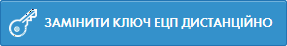 ЗАМІНИТИ КЛЮЧ ЕЦП ДИСТАНЦІЙНО